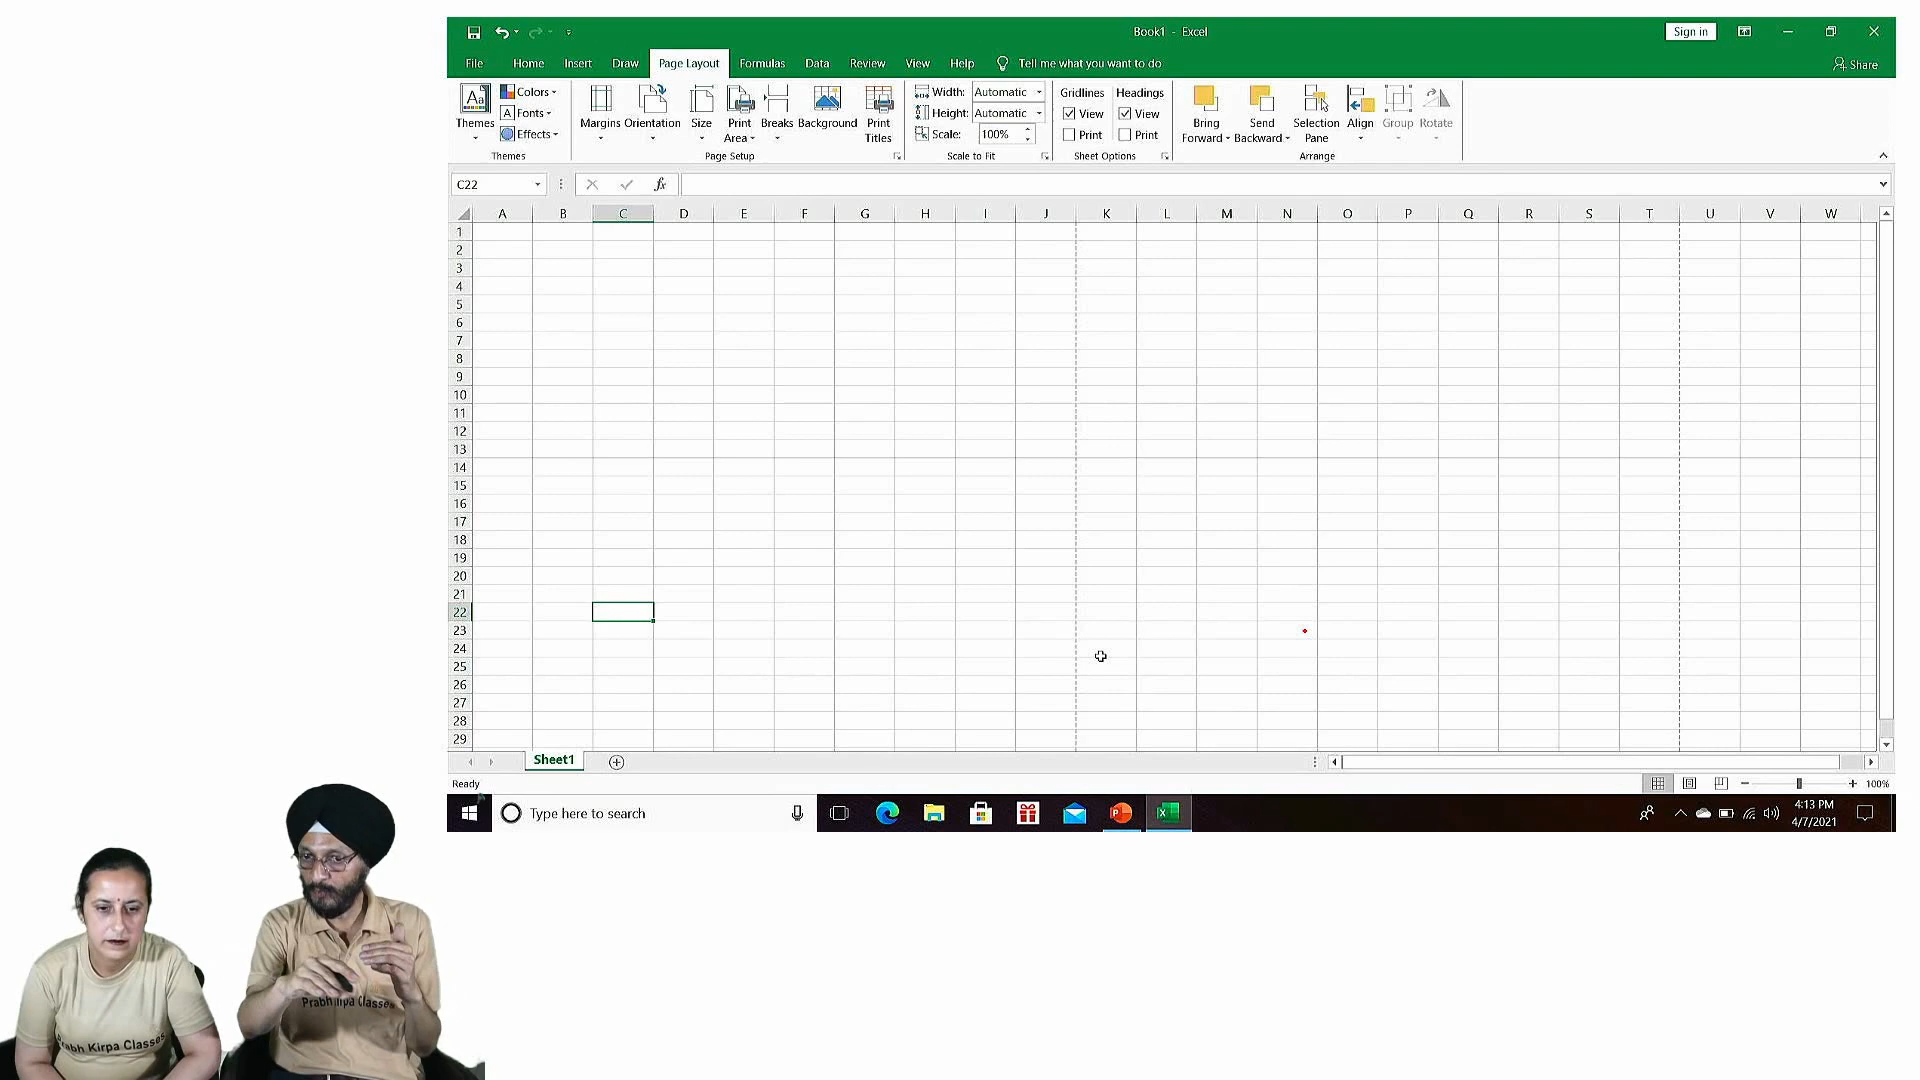 Book1 - Excel
Sign in
File Home Insert Draw Page Layout Formulas Data Review View Help Tell me what you want to do Share
Themes Colors Fonts Effects
Margins Orientation Size Print Area Breaks Background Print Titles
Width: Automatic
Height: Automatic
Scale: 100%
Gridlines Headings
View View
Print Print
Bring Forward Send Backward Selection Pane Align Group Rotate
Themes Page Setup Scale to Fit Sheet Options Arrange
C22 fx
A B C D E F G H I J K L M N O P Q R S T U V W
1
2
3
4
5
6
7
8
9
10
11
12
13
14
15
16
17
18
19
20
21
22
23
24
25
26
27
28
29
Sheet1
Ready 100%
Type here to search
4:13 PM
4/7/2021
Kirpa Classes
Classes